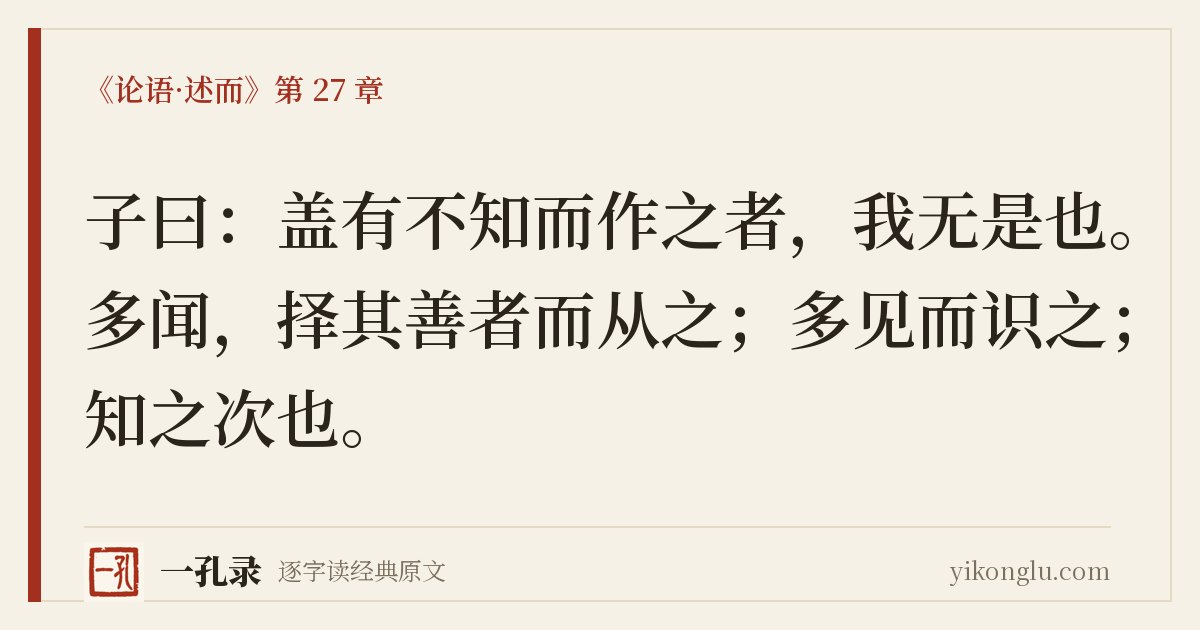 《论语·述而》第 27 章
子曰：盖有不知而作之者，我无是也。
多闻，择其善者而从之；多见而识之；
知之次也。
一孔
一孔录 逐字读经典原文 yikonglu.com